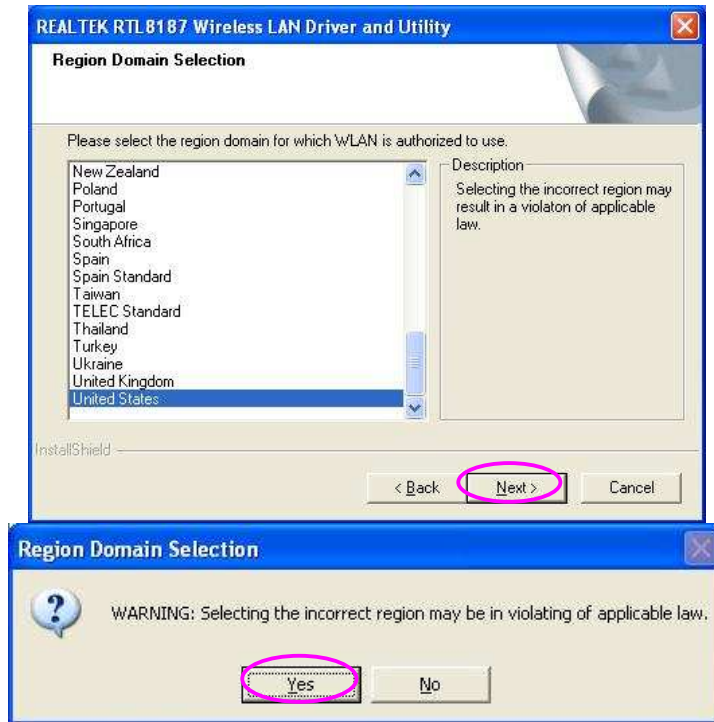 REALTEK RTL8187 Wireless LAN Driver and Utility
Region Domain Selection
Please select the region domain for which WLAN is authorized to use.
New Zealand
Poland
Portugal
Singapore
South Africa
Spain
Spain Standard
Taiwan
TELEC Standard
Thailand
Turkey
Ukraine
United Kingdom
United States
Description
Selecting the incorrect region may
result in a violaton of applicable
law.
InstallShield
< Back
Next >
Cancel
Region Domain Selection
WARNING: Selecting the incorrect region may be in violating of applicable law.
Yes
No